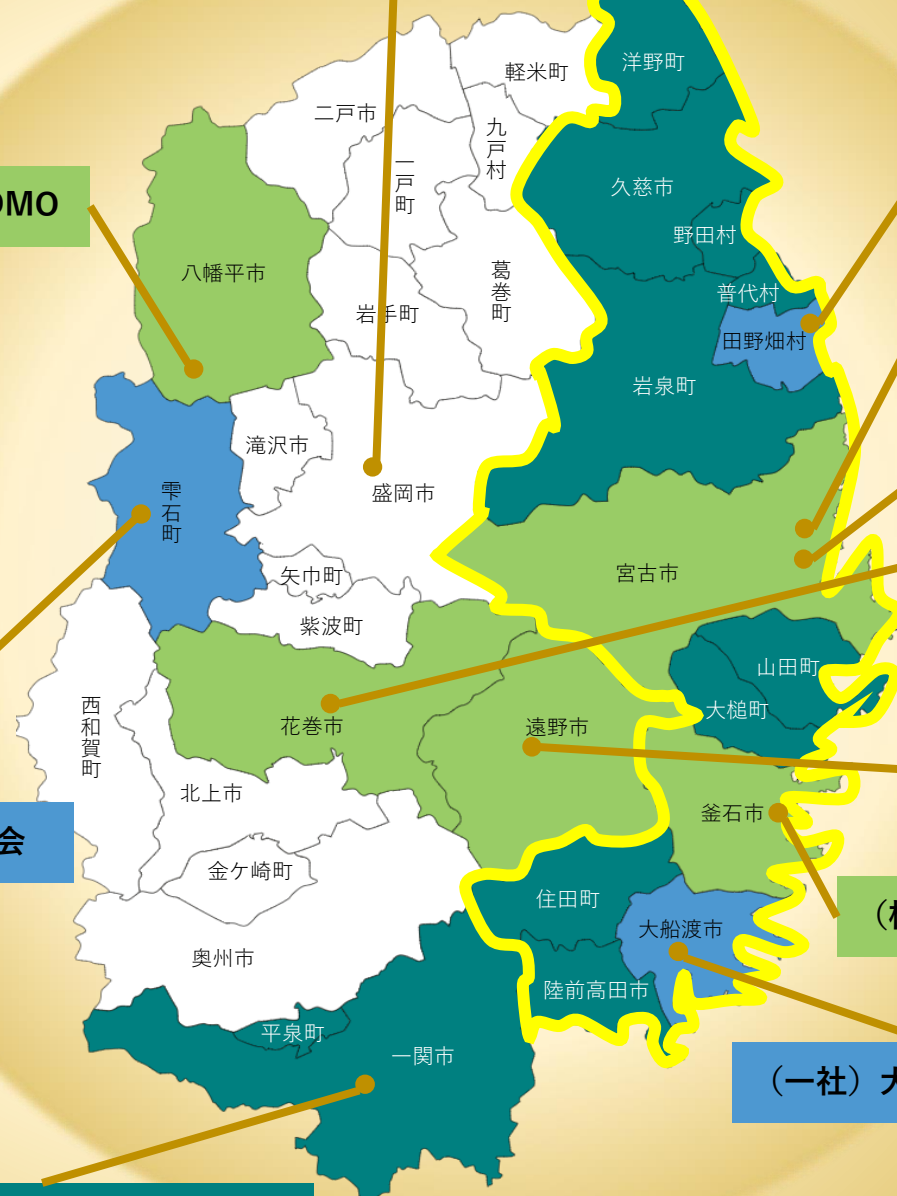 洋野町
軽米町
二戸市
九戸村
一戸町
久慈市
OMO
野田村
八幡平市
葛巻町
普代村
岩手町
田野畑村
岩泉町
滝沢市
盛岡市
雫石町
宮古市
矢巾町
紫波町
山田町
大槌町
西和賀町
花巻市
遠野市
北上市
釜石市
会
金ケ崎町
住田町
（株
大船渡市
奥州市
陸前高田市
平泉町
一関市
（一社）大